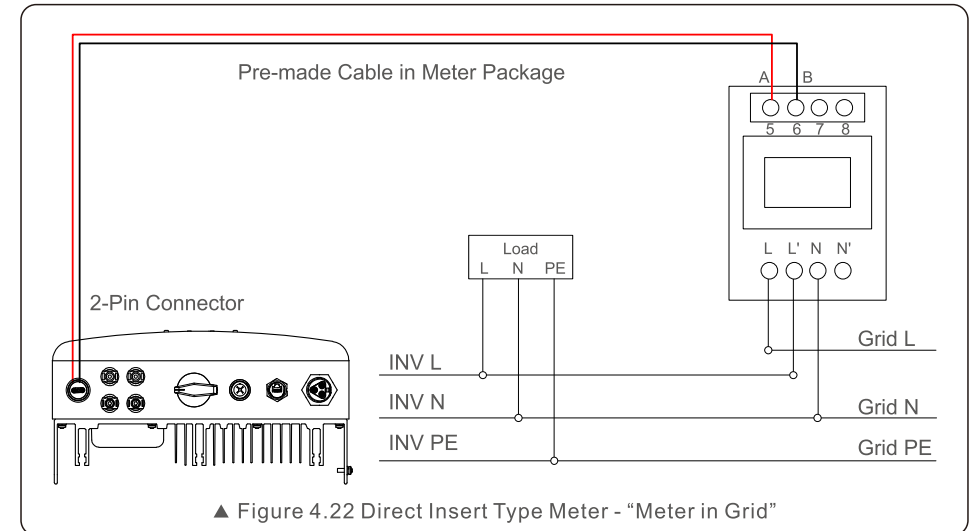 Pre-made Cable in Meter Package
A B
5 6 7 8
L L' N N'
Load
L N PE
2-Pin Connector
Grid L
INV L
INV N
Grid N
INV PE
Grid PE
▲ Figure 4.22 Direct Insert Type Meter - “Meter in Grid”